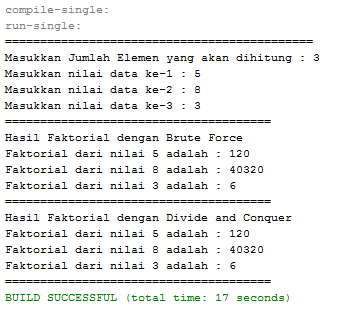 compile-single:
run-single:
============================================
Masukkan Jumlah Elemen yang akan dihitung : 3
Masukkan nilai data ke-1 : 5
Masukkan nilai data ke-2 : 8
Masukkan nilai data ke-3 : 3
======================================
Hasil Faktorial dengan Brute Force
Faktorial dari nilai 5 adalah : 120
Faktorial dari nilai 8 adalah : 40320
Faktorial dari nilai 3 adalah : 6
======================================
Hasil Faktorial dengan Divide and Conquer
Faktorial dari nilai 5 adalah : 120
Faktorial dari nilai 8 adalah : 40320
Faktorial dari nilai 3 adalah : 6
======================================
BUILD SUCCESSFUL (total time: 17 seconds)